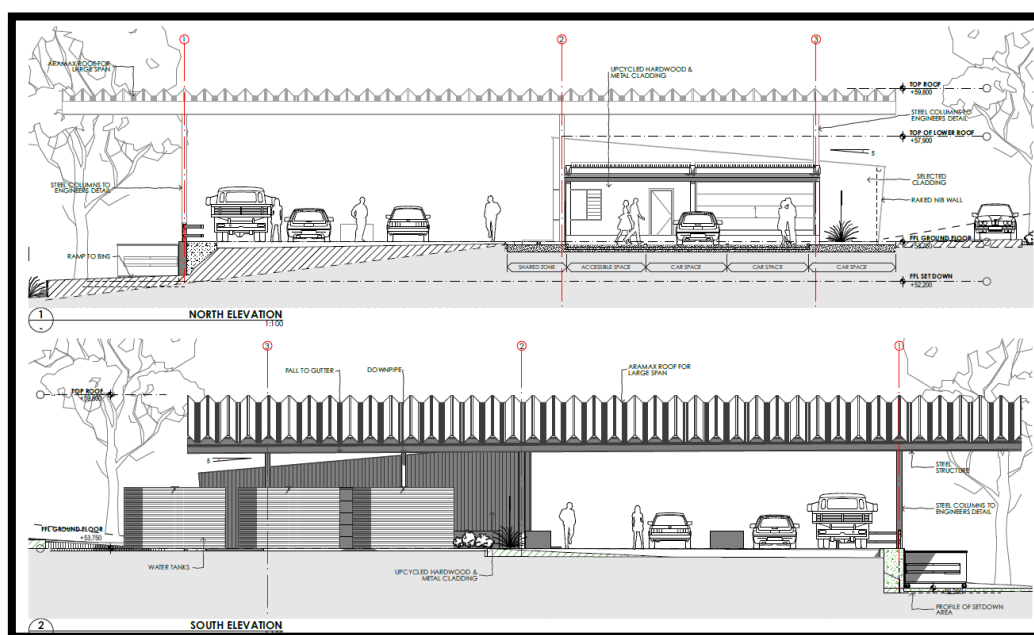 1
2
3
ARAMAX ROOF FOR
LARGE SPAN
UPCYCLED HARDWOOD &
METAL CLADDING
TOP ROOF
+59,800
STEEL COLUMNS TO
ENGINEERS DETAIL
TOP OF LOWER ROOF
+57,900
5
STEEL COLUMNS TO
ENGINEERS DETAIL
SELECTED
CLADDING
RAKED NIB WALL
RAMP TO BINS
FFL GROUND FLOOR
SHARED ZONE
ACCESSIBLE SPACE
CAR SPACE
CAR SPACE
CAR SPACE
FFL SET DOWN
+52,200
1
-
NORTH ELEVATION
1:100
3
2
1
FALL TO GUTTER
DOWNPIPE
ARAMAX ROOF FOR
LARGE SPAN
TOP ROOF
+59,800
5
STEEL
STRUCTURE
STEEL COLUMNS TO
ENGINEERS DETAIL
FFL GROUND FLOOR
+53,750
WATER TANKS
UPCYCLED HARDWOOD &
METAL CLADDING
PROFILE OF SETDOWN
AREA
2
SOUTH ELEVATION